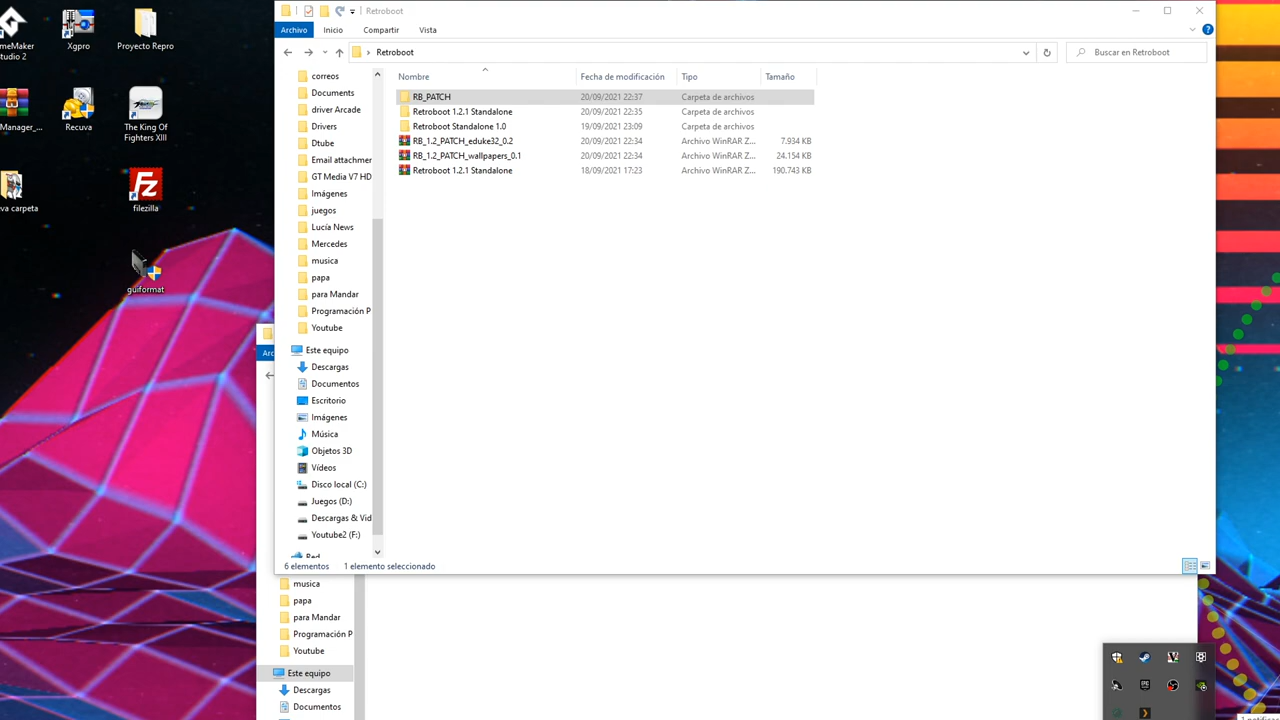 Retroboot
Archivo
Inicio
Compartir
Vista
Retroboot
Buscar en Retroboot
Nombre
Fecha de modificación
Tipo
Tamaño
RB_PATCH 20/09/2021 22:37 Carpeta de archivos
Retroboot 1.2.1 Standalone 20/09/2021 22:35 Carpeta de archivos
Retroboot Standalone 1.0 19/09/2021 23:09 Carpeta de archivos
RB_1.2_PATCH_eduke32_0.2 20/09/2021 22:34 Archivo WinRAR Z... 7.934 KB
RB_1.2_PATCH_wallpapers_0.1 20/09/2021 22:34 Archivo WinRAR Z... 24.154 KB
Retroboot 1.2.1 Standalone 18/09/2021 17:23 Archivo WinRAR Z... 190.743 KB
correos
Documents
driver Arcade
Drivers
Dtube
Email attachmer
GT Media V7 HD
Imágenes
juegos
Lucía News
Mercedes
musica
papa
para Mandar
Programación P
Youtube
Este equipo
Descargas
Documentos
Escritorio
Imágenes
Música
Objetos 3D
Vídeos
Disco local (C:)
Juegos (D:)
Descargas & Vid
Youtube2 (F:)
Red
6 elementos
1 elemento seleccionado
meMaker
tudio 2
Xgpro
Proyecto Repro
Manager_...
Recuva
The King Of
Fighters XIII
va carpeta
filezilla
guiformat
Arc
musica
papa
para Mandar
Programación P
Youtube
Este equipo
Descargas
Documentos